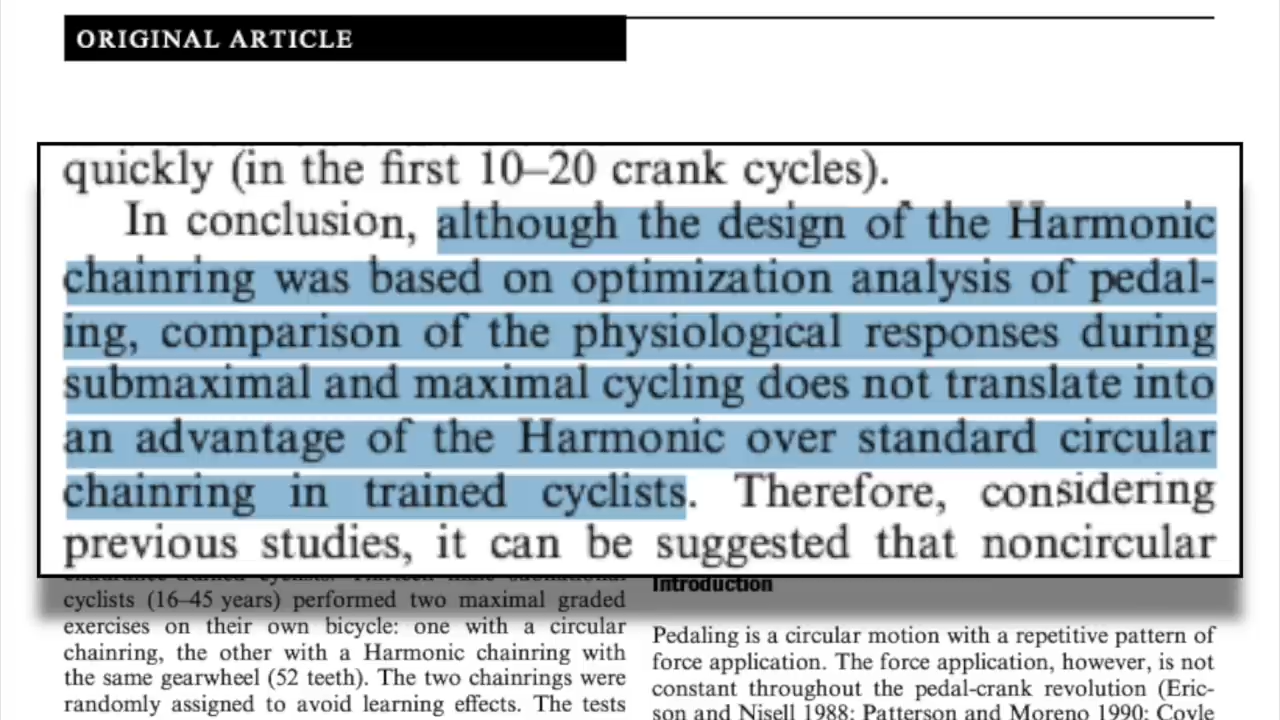 ORIGINAL ARTICLE
quickly (in the first 10–20 crank cycles).
In conclusion, although the design of the Harmonic
chainring was based on optimization analysis of pedal-
ing, comparison of the physiological responses during
submaximal and maximal cycling does not translate into
an advantage of the Harmonic over standard circular
chainring in trained cyclists. Therefore, considering
previous studies, it can be suggested that noncircular
cyclists (16–45 years) performed two maximal graded
exercises on their own bicycle: one with a circular
chainring, the other with a Harmonic chainring with
the same gearwheel (52 teeth). The two chainrings were
randomly assigned to avoid learning effects. The tests
Introduction
Pedaling is a circular motion with a repetitive pattern of
force application. The force application, however, is not
constant throughout the pedal-crank revolution (Eric-
son and Nisell 1988; Patterson and Moreno 1990; Coyle